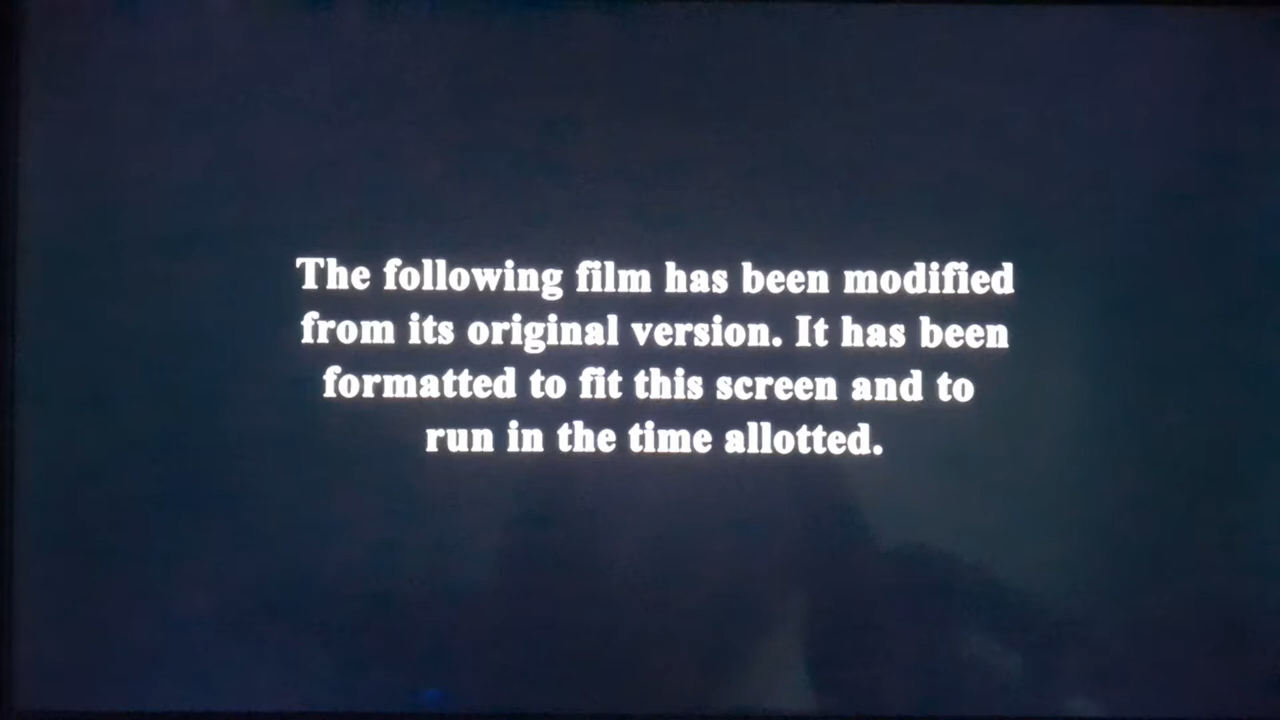 The following film has been modified
from its original version. It has been
formatted to fit this screen and to
run in the time allotted.